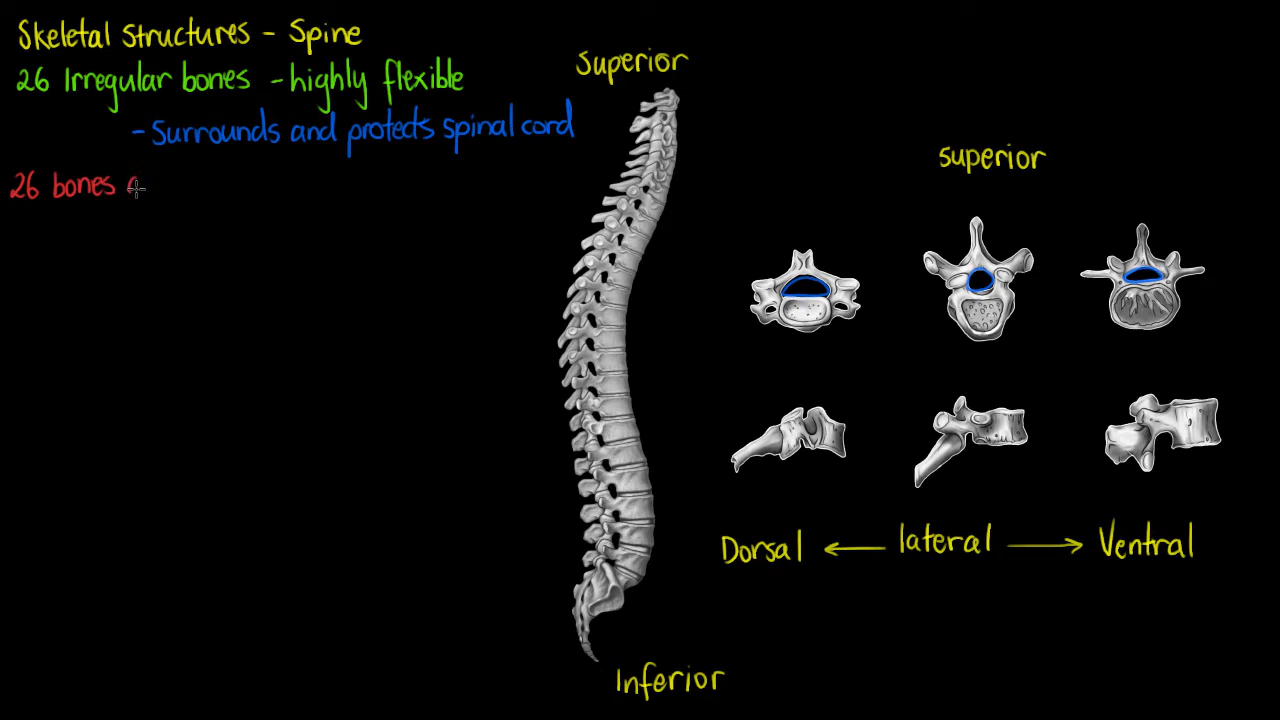 Skeletal structures - Spine
26 Irregular bones - highly flexible
- surrounds and protects spinal cord
26 bones
superior
superior
Dorsal ← lateral → Ventral
Inferior